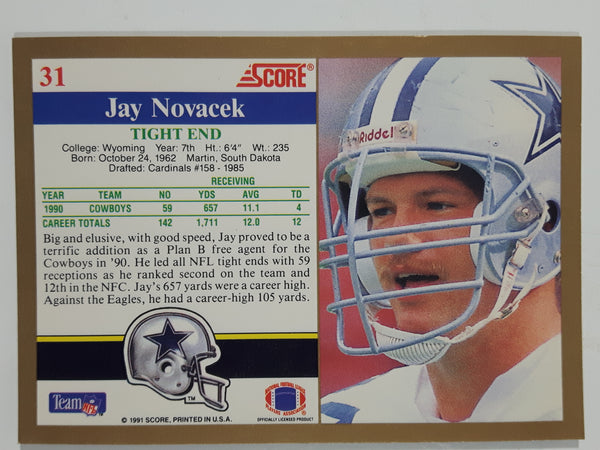 31
SCORE®
Jay Novacek
TIGHT END
College: Wyoming Year: 7th Ht.: 6'4" Wt.: 235
Born: October 24, 1962 Martin, South Dakota
Drafted: Cardinals #158 - 1985
RECEIVING
YEAR TEAM NO YDS AVG TD
1990 COWBOYS 59 657 11.1 4
CAREER TOTALS 142 1,711 12.0 12
Big and elusive, with good speed, Jay proved to be a
terrific addition as a Plan B free agent for the
Cowboys in '90. He led all NFL tight ends with 59
receptions as he ranked second on the team and
12th in the NFC. Jay's 657 yards were a career high.
Against the Eagles, he had a career-high 105 yards.
Riddell
TM
Team NFL
NATIONAL FOOTBALL LEAGUE
PLAYERS ASSOCIATION
OFFICIALLY LICENSED PRODUCT
© 1991 SCORE, PRINTED IN U.S.A.